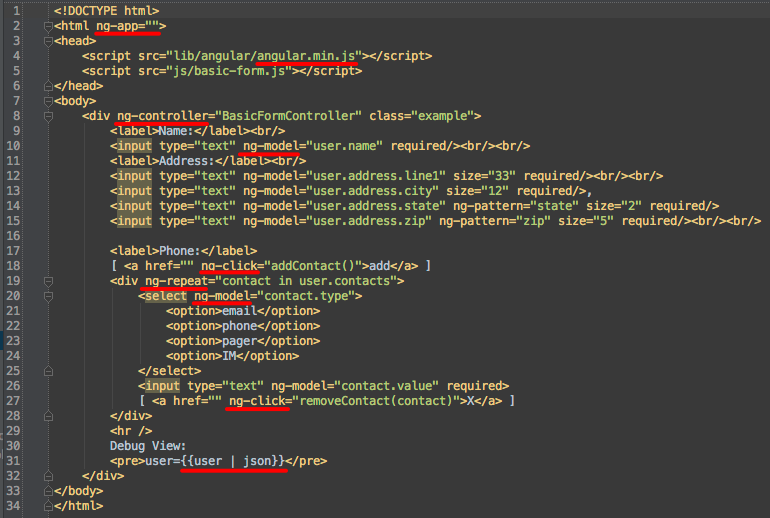 1 <!DOCTYPE html>
2 <html ng-app="">
3 <head>
4     <script src="lib/angular/angular.min.js"></script>
5     <script src="js/basic-form.js"></script>
6 </head>
7 <body>
8     <div ng-controller="BasicFormController" class="example">
9         <label>Name:</label><br/>
10         <input type="text" ng-model="user.name" required/><br/><br/>
11         <label>Address:</label><br/>
12         <input type="text" ng-model="user.address.line1" size="33" required/><br/><br/>
13         <input type="text" ng-model="user.address.city" size="12" required/>,
14         <input type="text" ng-model="user.address.state" ng-pattern="state" size="2" required/>
15         <input type="text" ng-model="user.address.zip" ng-pattern="zip" size="5" required/><br/><br/>
16
17         <label>Phone:</label>
18         [ <a href="" ng-click="addContact()">add</a> ]
19         <div ng-repeat="contact in user.contacts">
20             <select ng-model="contact.type">
21                 <option>email</option>
22                 <option>phone</option>
23                 <option>pager</option>
24                 <option>IM</option>
25             </select>
26             <input type="text" ng-model="contact.value" required>
27             [ <a href="" ng-click="removeContact(contact)">X</a> ]
28         </div>
29         <hr />
30         Debug View:
31         <pre>user={{user | json}}</pre>
32     </div>
33 </body>
34 </html>